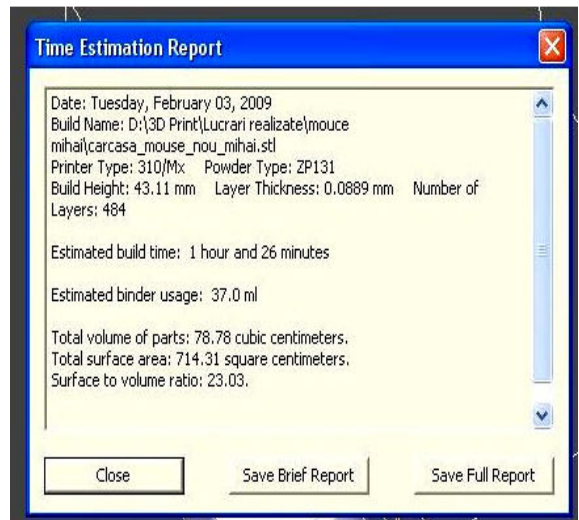 Time Estimation Report
Date: Tuesday, February 03, 2009
Build Name: D:\3D Print\Lucrari realizate\mouce
mihai\carcasa_mouse_nou_mihai.stl
Printer Type: 310/Mx    Powder Type: ZP131
Build Height: 43.11 mm    Layer Thickness: 0.0889 mm    Number of
Layers: 484
Estimated build time:  1 hour and 26 minutes
Estimated binder usage:  37.0 ml
Total volume of parts: 78.78 cubic centimeters.
Total surface area: 714.31 square centimeters.
Surface to volume ratio: 23.03.
Close    Save Brief Report    Save Full Report